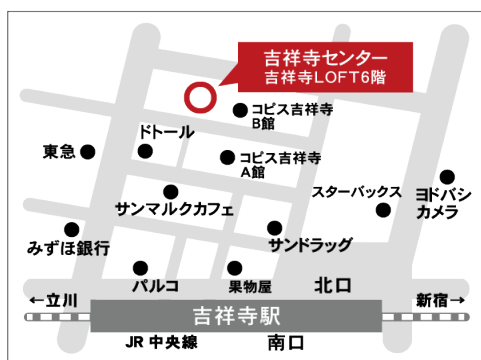 吉祥寺センター
吉祥寺LOFT6階
コピス吉祥寺
B館
ドトール
東急
コピス吉祥寺
A館
サンマルクカフェ
スターバックス
ヨドバシ
カメラ
みずほ銀行
サンドラッグ
パルコ
果物屋
北口
←立川
新宿→
吉祥寺駅
JR 中央線
南口